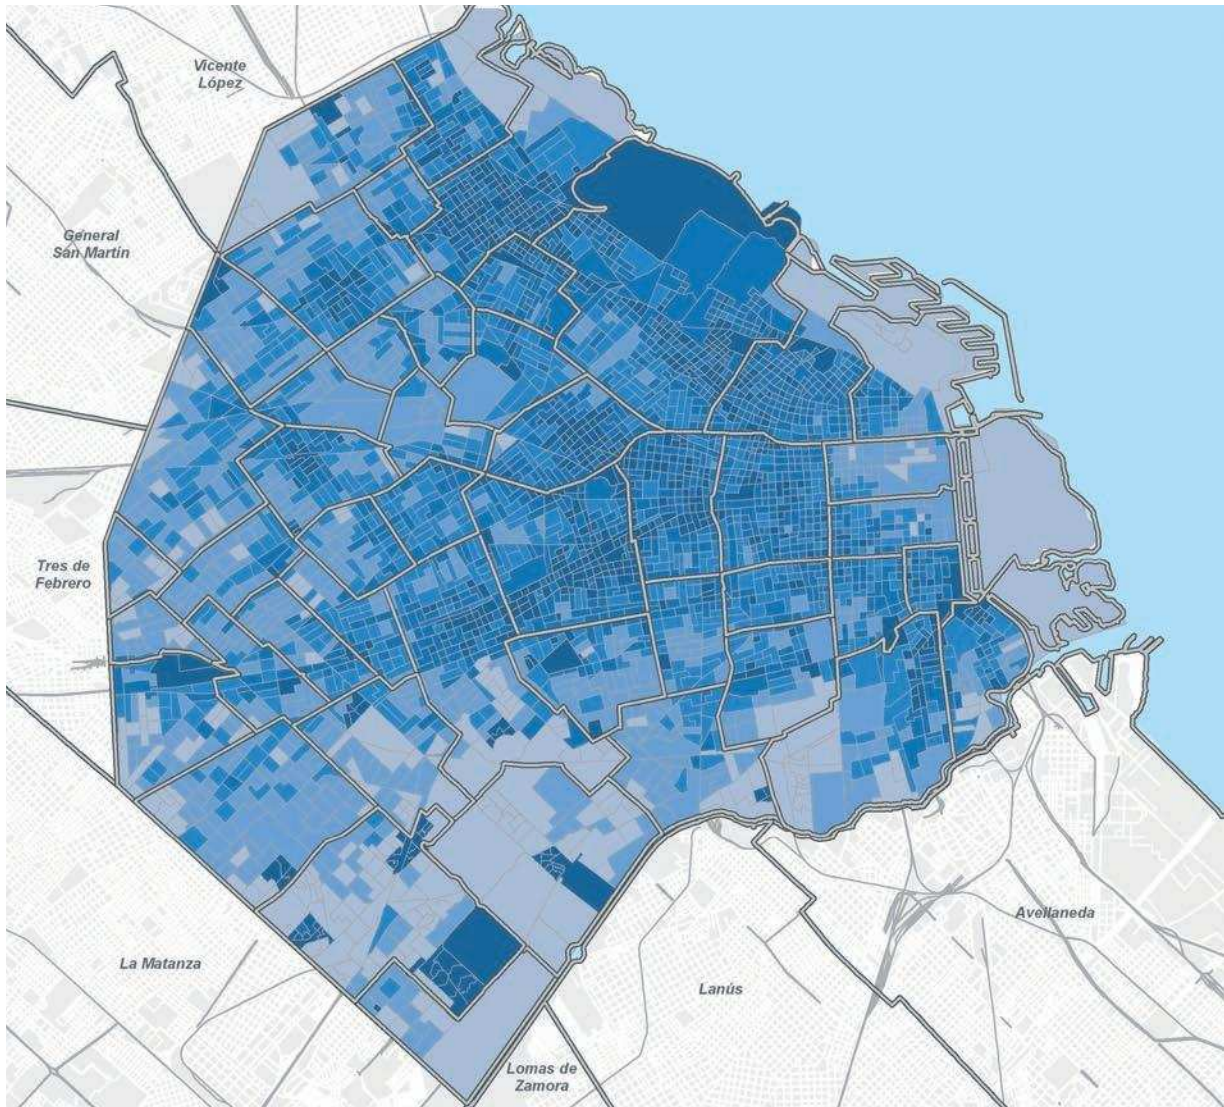 Vicente
López
General
San Martín
Tres de
Febrero
La Matanza
Lomas de
Zamora
Lanús
Avellaneda